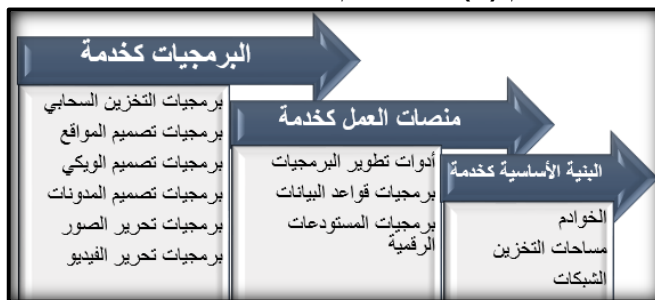 البرمجيات كخدمة
برمجيات التخزين السحابي
برمجيات تصميم المواقع
برمجيات تصميم الويكي
برمجيات تصميم المدونات
برمجيات تحرير الصور
برمجيات تحرير الفيديو
منصات العمل كخدمة
أدوات تطوير البرمجيات
برمجيات قواعد البيانات
برمجيات المستودعات
الرقمية
البنية الأساسية كخدمة
الخوادم
مساحات التخزين
الشبكات